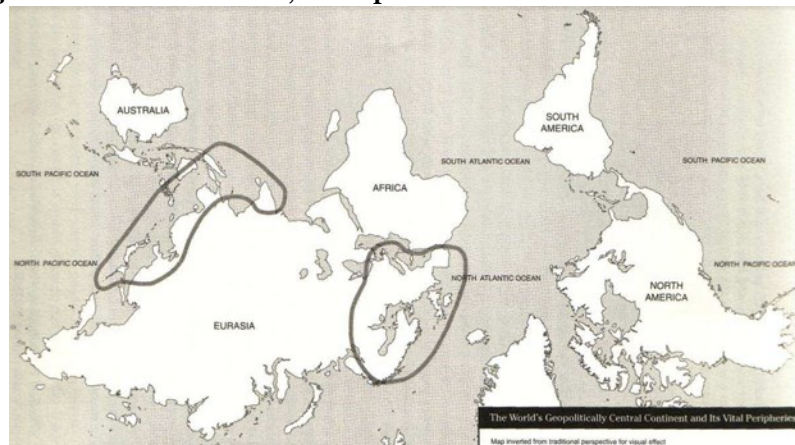 AUSTRALIA
SOUTH
AMERICA
SOUTH PACIFIC OCEAN
AFRICA
SOUTH ATLANTIC OCEAN
SOUTH PACIFIC OCEAN
NORTH PACIFIC OCEAN
NORTH ATLANTIC OCEAN
NORTH PACIFIC OCEAN
NORTH
AMERICA
EURASIA
The World's Geopolitically Central Continent and Its Vital Peripheries
Map inverted from traditional perspective for visual effect